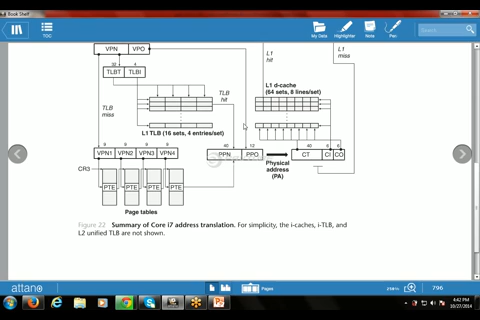 Book Shelf
TOC
My Data
Highlighter
Note
Pen
Search
VPN VPO
32 4
TLBT TLBI
TLB miss
TLB hit
L1 hit
L1 miss
L1 d-cache
(64 sets, 8 lines/set)
L1 TLB (16 sets, 4 entries/set)
9 9 9 9
VPN1 VPN2 VPN3 VPN4
40 12
PPN PPO
40 6 6
CT CI CO
Physical
address
(PA)
CR3
PTE PTE PTE PTE
Page tables
Figure 22 Summary of Core i7 address translation. For simplicity, the i-caches, i-TLB, and
L2 unified TLB are not shown.
attano
Pages
796
4:42 PM
10/27/2014